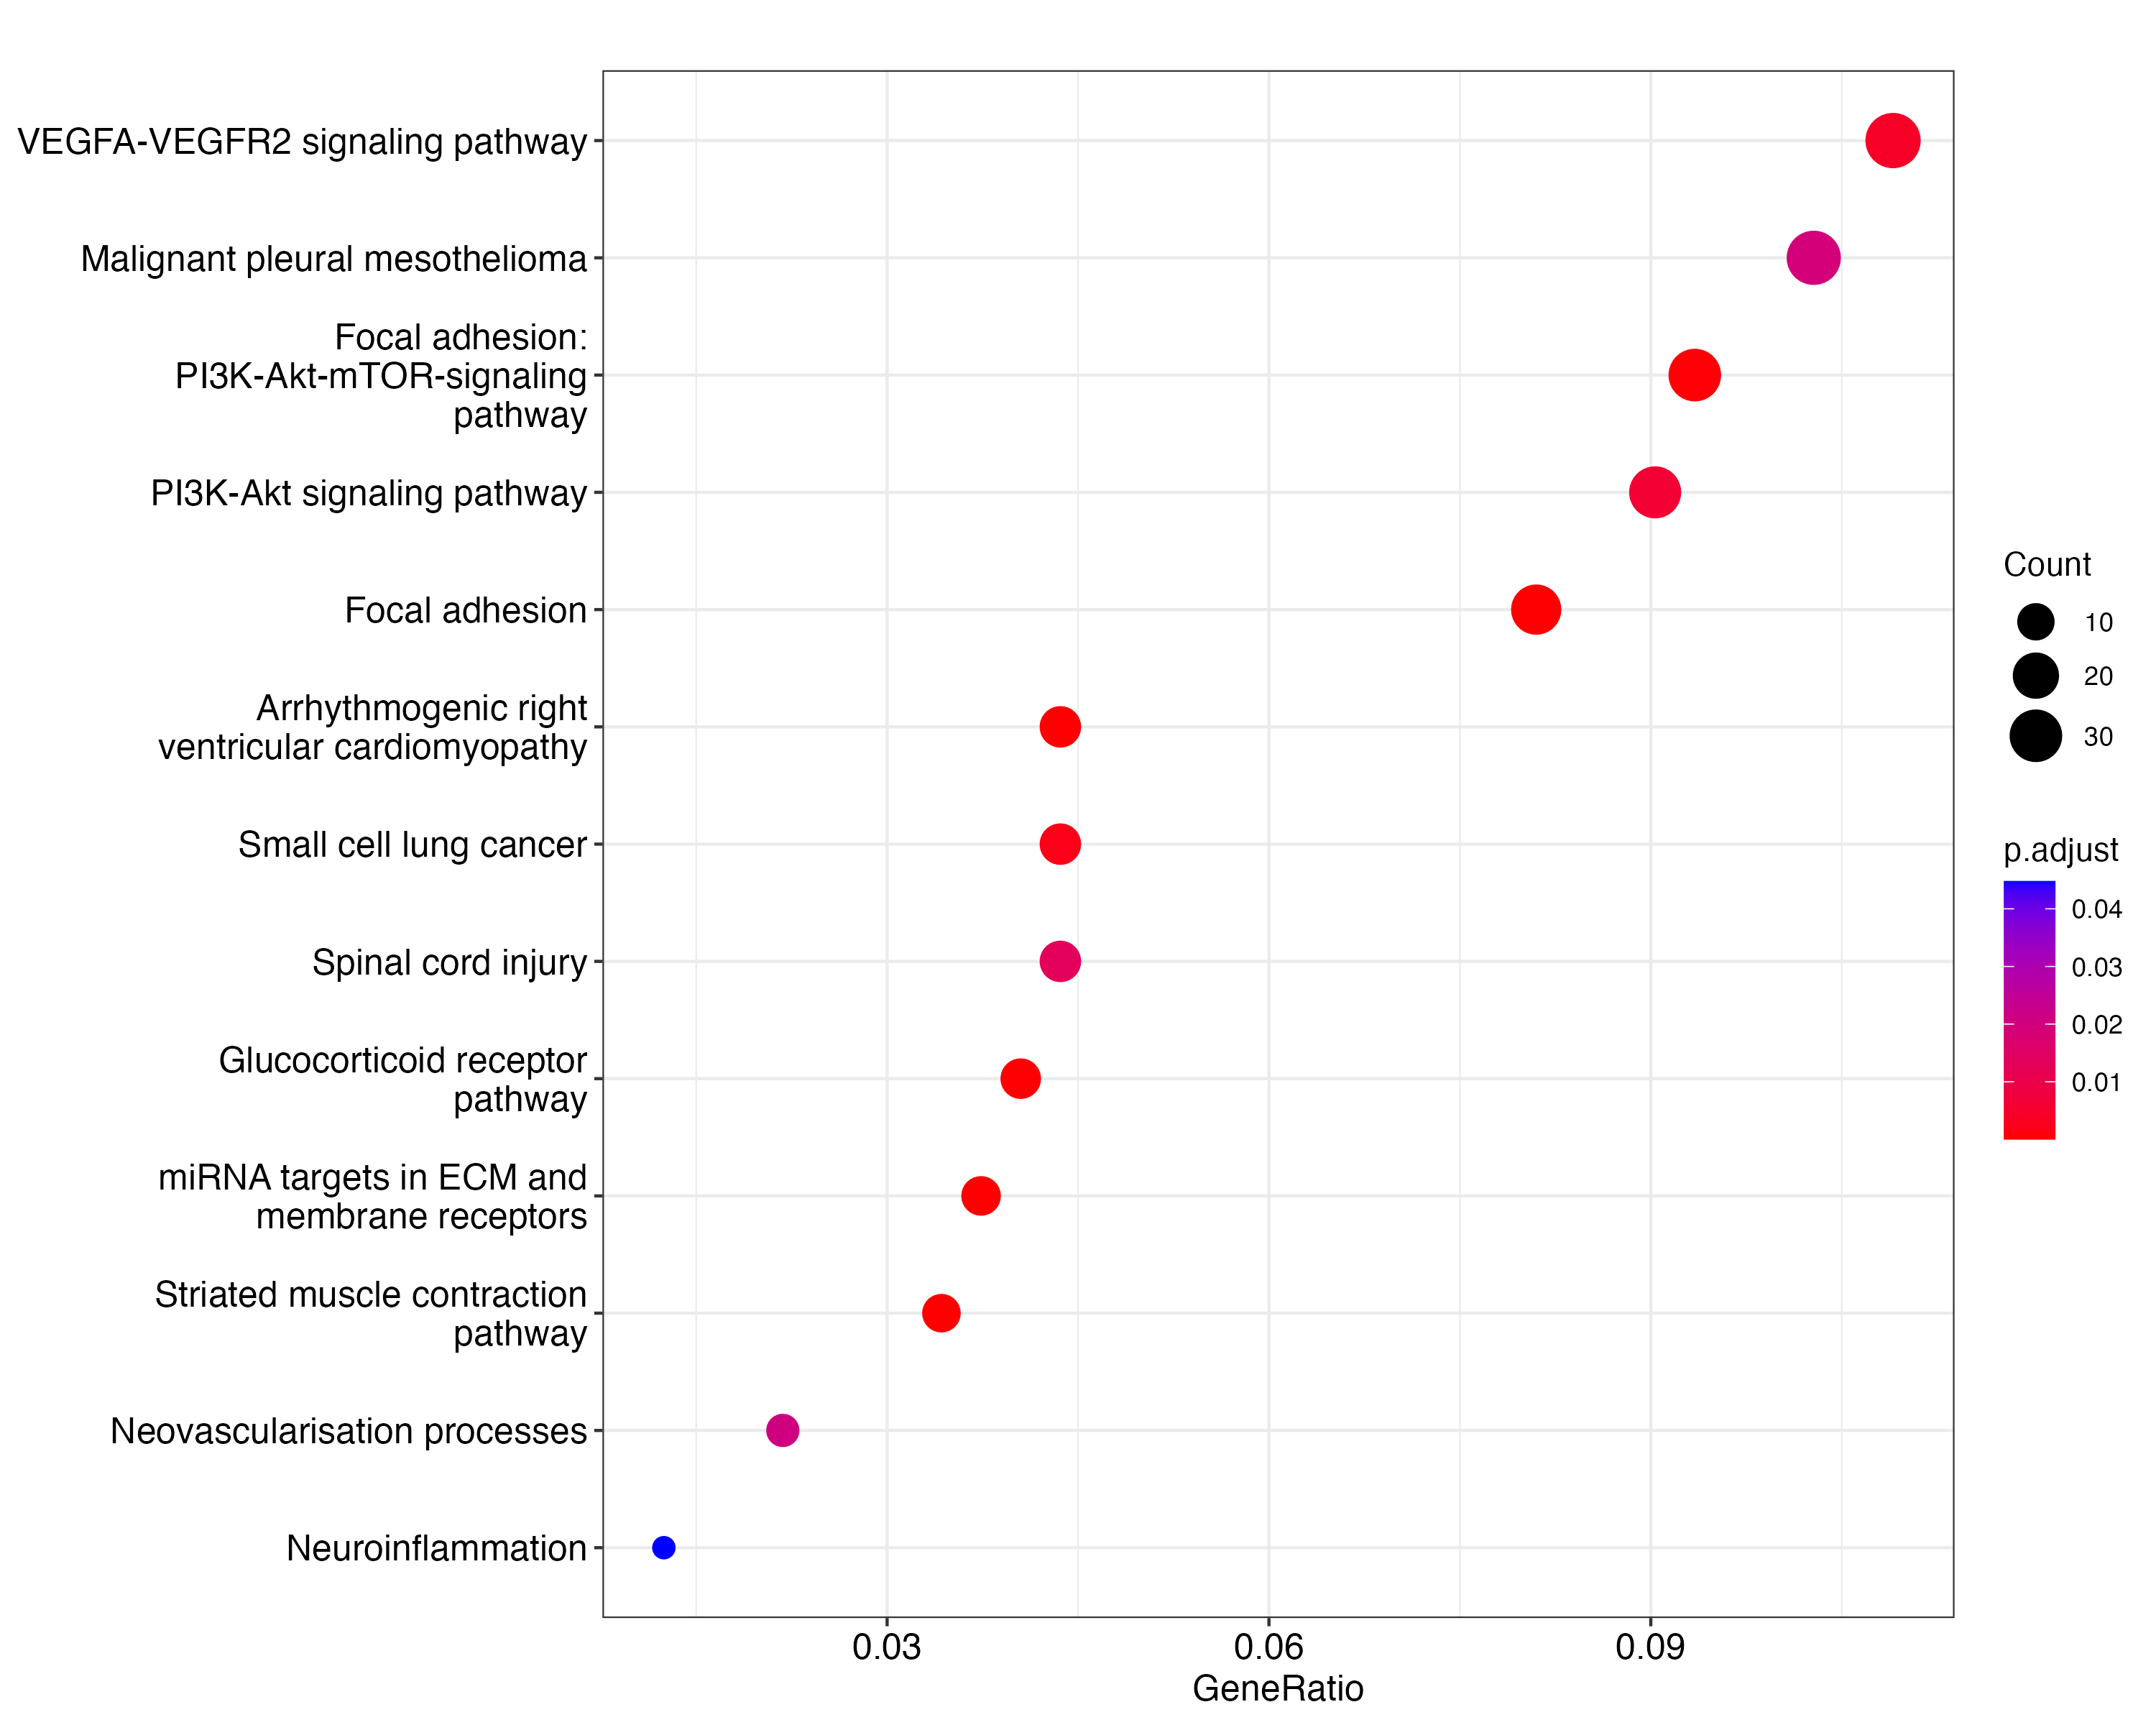 VEGFA-VEGFR2 signaling pathway
Malignant pleural mesothelioma
Focal adhesion:
PI3K-Akt-mTOR-signaling
pathway
PI3K-Akt signaling pathway
Focal adhesion
Arrhythmogenic right
ventricular cardiomyopathy
Small cell lung cancer
Spinal cord injury
Glucocorticoid receptor
pathway
miRNA targets in ECM and
membrane receptors
Striated muscle contraction
pathway
Neovascularisation processes
Neuroinflammation
0.03
0.06
0.09
GeneRatio
Count
10
20
30
p.adjust
0.04
0.03
0.02
0.01